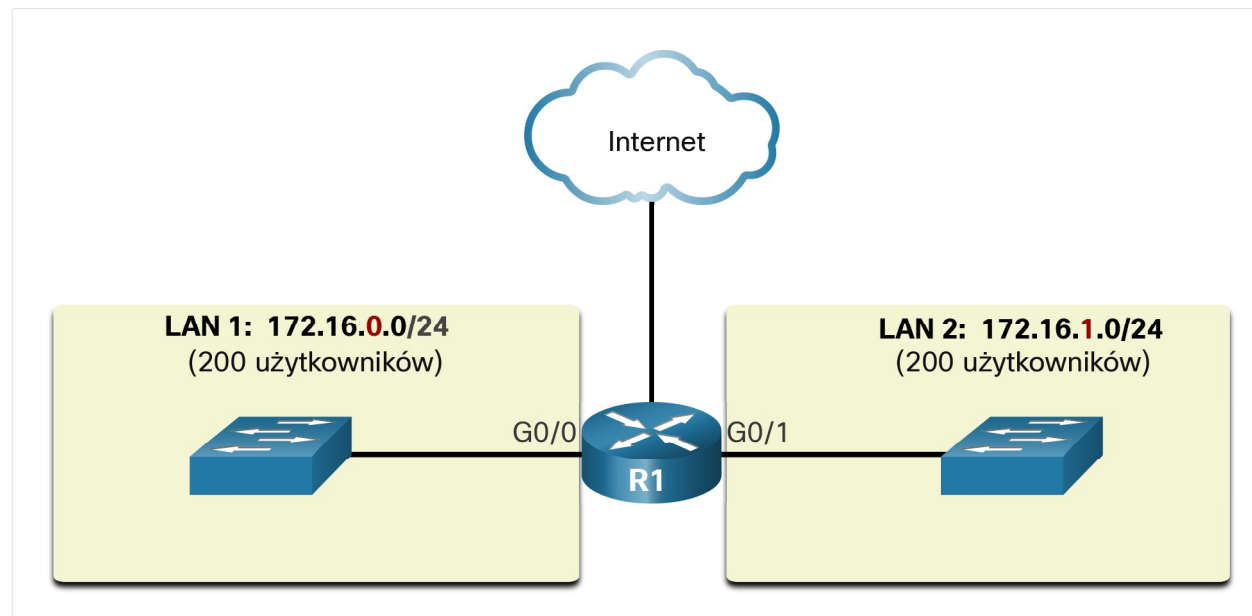 Internet
LAN 1: 172.16.0.0/24
(200 użytkowników)
LAN 2: 172.16.1.0/24
(200 użytkowników)
G0/0
G0/1
R1